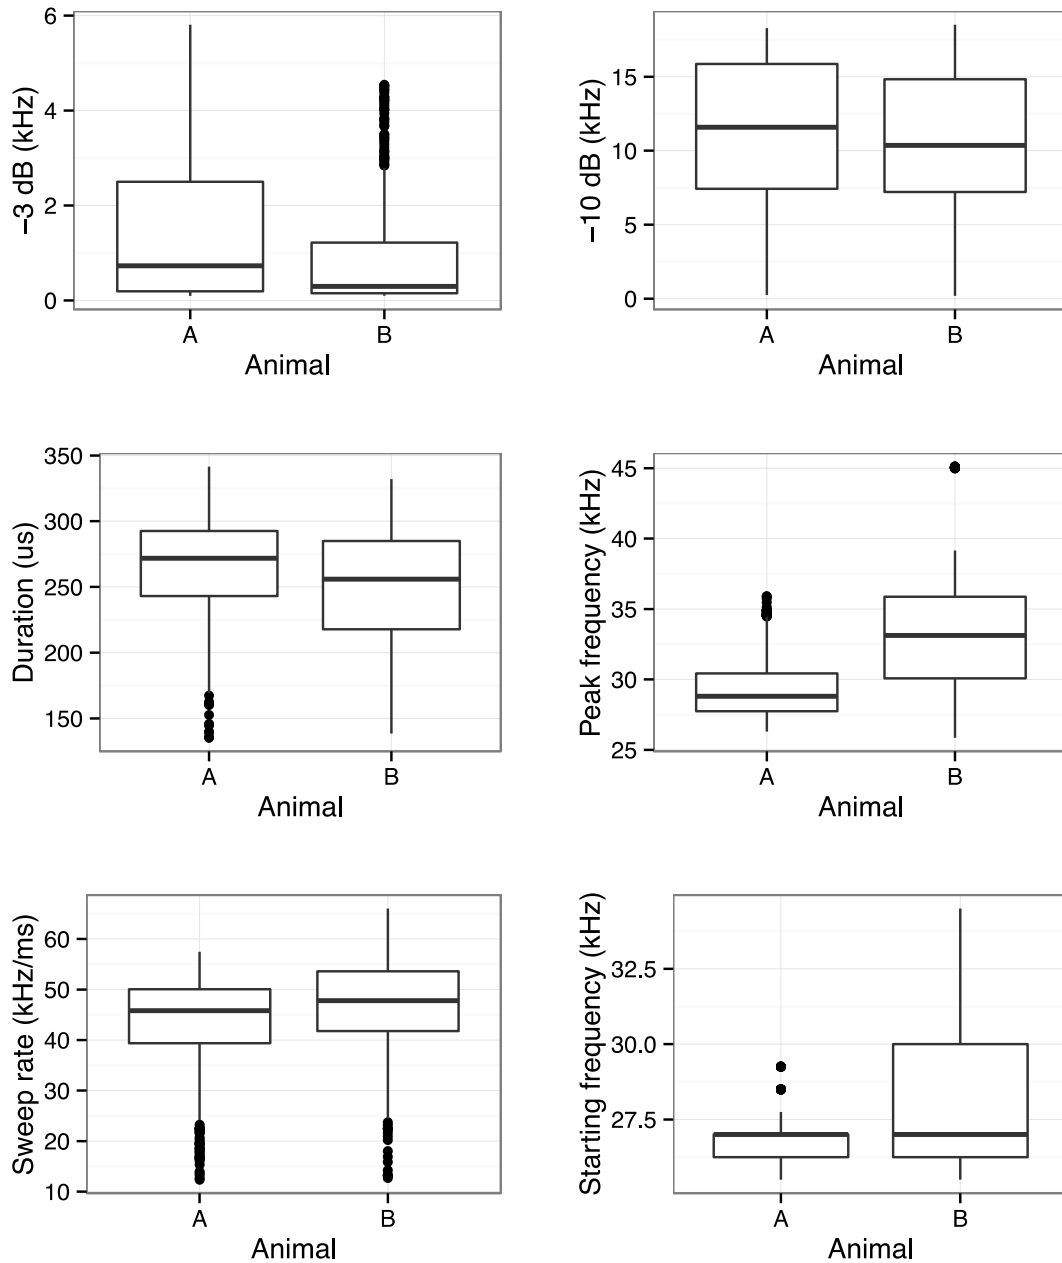 −3 dB (kHz)
6
4
2
0
A
B
Animal
−10 dB (kHz)
15
10
5
0
A
B
Animal
Duration (us)
350
300
250
200
150
A
B
Animal
Peak frequency (kHz)
45
40
35
30
25
A
B
Animal
Sweep rate (kHz/ms)
60
50
40
30
20
10
A
B
Animal
Starting frequency (kHz)
32.5
30.0
27.5
A
B
Animal